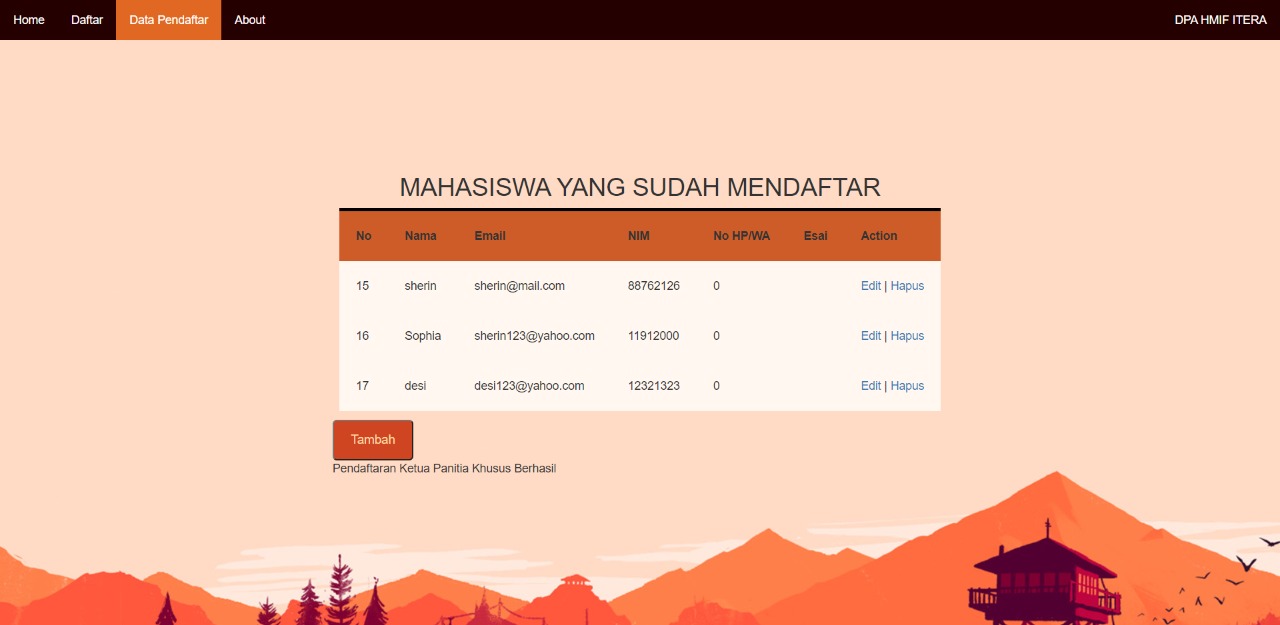 Home Daftar Data Pendaftar About DPA HMIF ITERA
MAHASISWA YANG SUDAH MENDAFTAR
No Nama Email NIM No HP/WA Esai Action
15 sherin sherin@mail.com 88762126 0 Edit | Hapus
16 Sophia sherin123@yahoo.com 11912000 0 Edit | Hapus
17 desi desi123@yahoo.com 12321323 0 Edit | Hapus
Tambah
Pendaftaran Ketua Panitia Khusus Berhasil